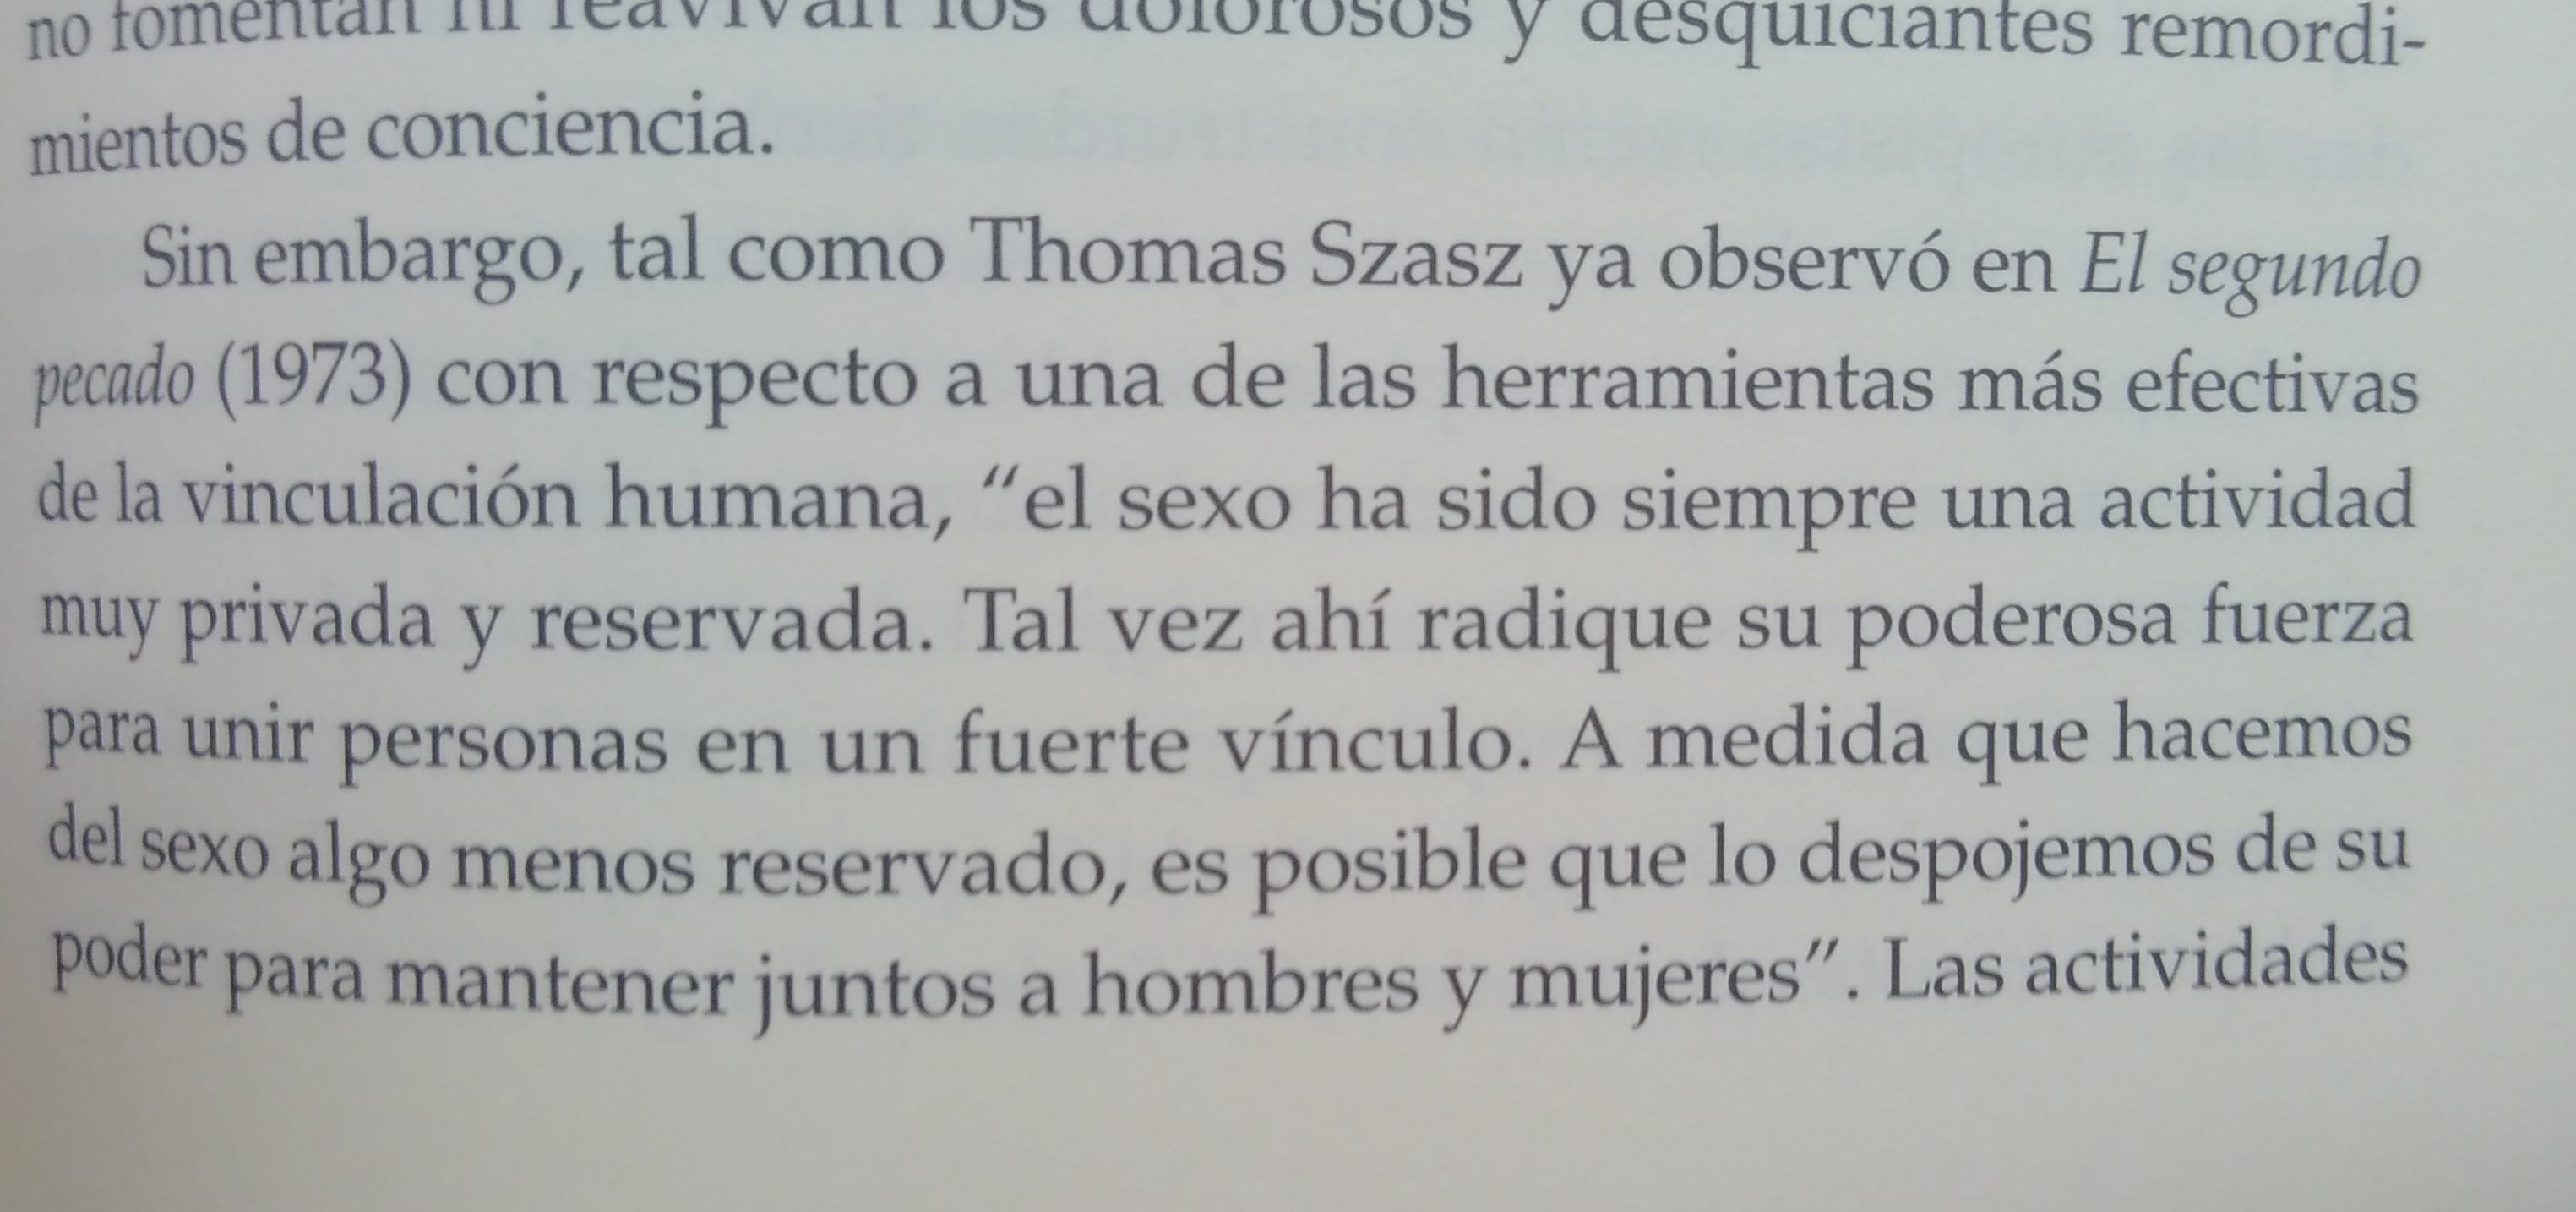 no fomentan ni reavivan los dolorosos y desquiciantes remordi-
mientos de conciencia.
Sin embargo, tal como Thomas Szasz ya observó en El segundo
pecado (1973) con respecto a una de las herramientas más efectivas
de la vinculación humana, “el sexo ha sido siempre una actividad
muy privada y reservada. Tal vez ahí radique su poderosa fuerza
para unir personas en un fuerte vínculo. A medida que hacemos
del sexo algo menos reservado, es posible que lo despojemos de su
poder para mantener juntos a hombres y mujeres”. Las actividades